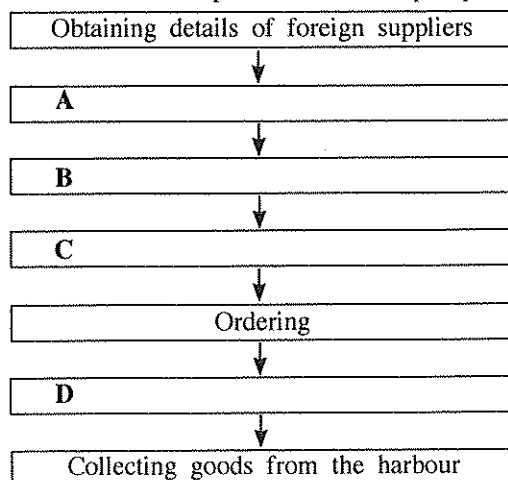 Obtaining details of foreign suppliers
A
B
C
Ordering
D
Collecting goods from the harbour